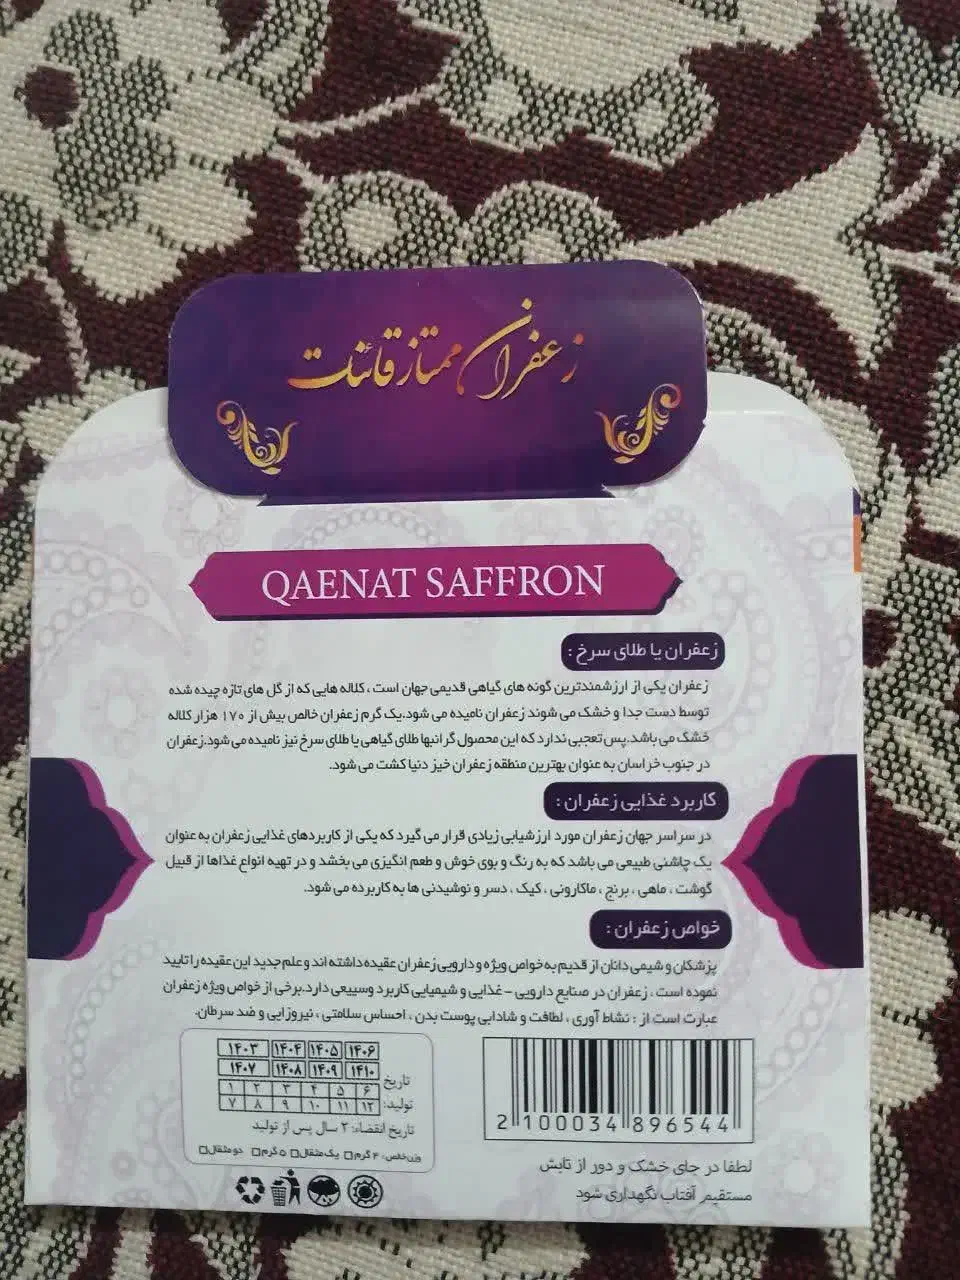 زعفران ممتاز قائنات
QAENAT SAFFRON
زعفران یا طلای سرخ :
زعفران یکی از ارزشمندترین گونه های گیاهی قدیمی جهان است ، کلاله هایی که از گل های تازه چیده شده
توسط دست جدا و خشک می شوند زعفران نامیده می شود.یک گرم زعفران خالص بیش از ۱۷۰ هزار کلاله
خشک می باشد.پس تعجبی ندارد که این محصول گرانبها طلای گیاهی یا طلای سرخ نیز نامیده می شود.زعفران
در جنوب خراسان به عنوان بهترین منطقه زعفران خیز دنیا کشت می شود.
کاربرد غذایی زعفران :
در سراسر جهان زعفران مورد ارزشیابی زیادی قرار می گیرد که یکی از کاربردهای غذایی زعفران به عنوان
یک چاشنی طبیعی می باشد که به رنگ و بوی خوش و طعم انگیزی می بخشد و در تهیه انواع غذاها از قبیل
گوشت ، ماهی ، برنج ، ماکارونی ، کیک ، دسر و نوشیدنی ها به کاربرده می شود.
خواص زعفران :
پزشکان و شیمی دانان از قدیم به خواص ویژه و دارویی زعفران عقیده داشته اند و علم جدید این عقیده را تایید
نموده است ، زعفران در صنایع دارویی - غذایی و شیمیایی کاربرد وسیعی دارد.برخی از خواص ویژه زعفران
عبارت است از : نشاط آوری ، لطافت و شادابی پوست بدن ، احساس سلامتی ، نیروزایی و ضد سرطان.
۱۴۰۳ ۱۴۰۴ ۱۴۰۵ ۱۴۰۶
۱۴۰۷ ۱۴۰۸ ۱۴۰۹ ۱۴۱۰
تاریخ
۱ ۲ ۳ ۴ ۵ ۶
تولید:
۷ ۸ ۹ ۱۰ ۱۱ ۱۲
تاریخ انقضاء: ۲ سال پس از تولید
وزن خالص: ۴ گرم یک مثقال ۵ گرم دو مثقال
2 100034 896544
لطفا در جای خشک و دور از تابش
مستقیم آفتاب نگهداری شود